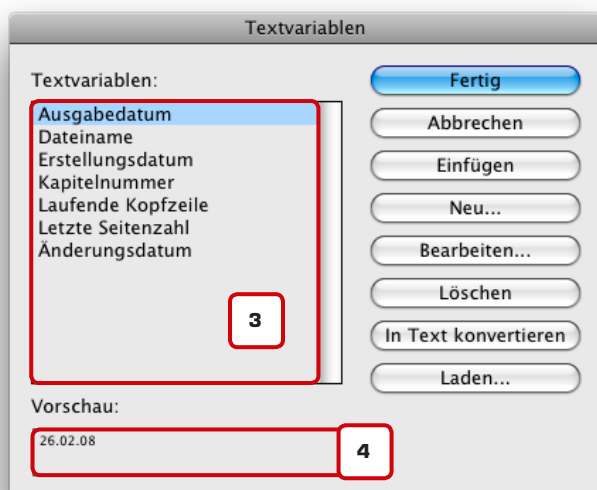 Textvariablen
Textvariablen:
Ausgabedatum
Dateiname
Erstellungsdatum
Kapitelnummer
Laufende Kopfzeile
Letzte Seitenzahl
Änderungsdatum
3
Fertig
Abbrechen
Einfügen
Neu...
Bearbeiten...
Löschen
In Text konvertieren
Laden...
Vorschau:
26.02.08
4